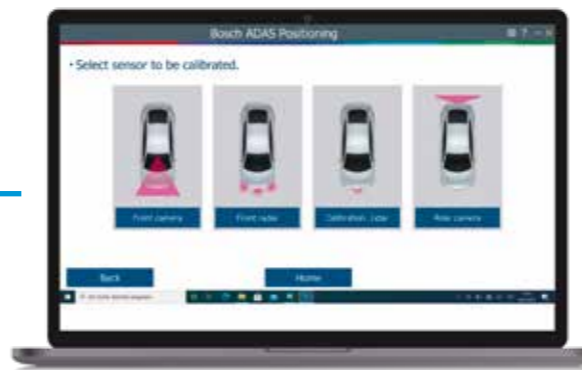 Bosch ADAS Positioning
• Select sensor to be calibrated.
Front camera
Front radar
Calibration Lidar
Rear camera
Back
Home